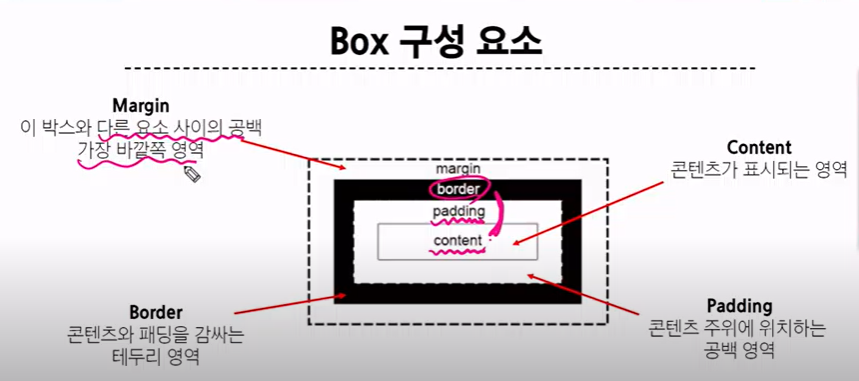 Box 구성 요소
Margin
이 박스와 다른 요소 사이의 공백
가장 바깥쪽 영역
Content
콘텐츠가 표시되는 영역
margin
border
padding
content
Border
콘텐츠와 패딩을 감싸는
테두리 영역
Padding
콘텐츠 주위에 위치하는
공백 영역